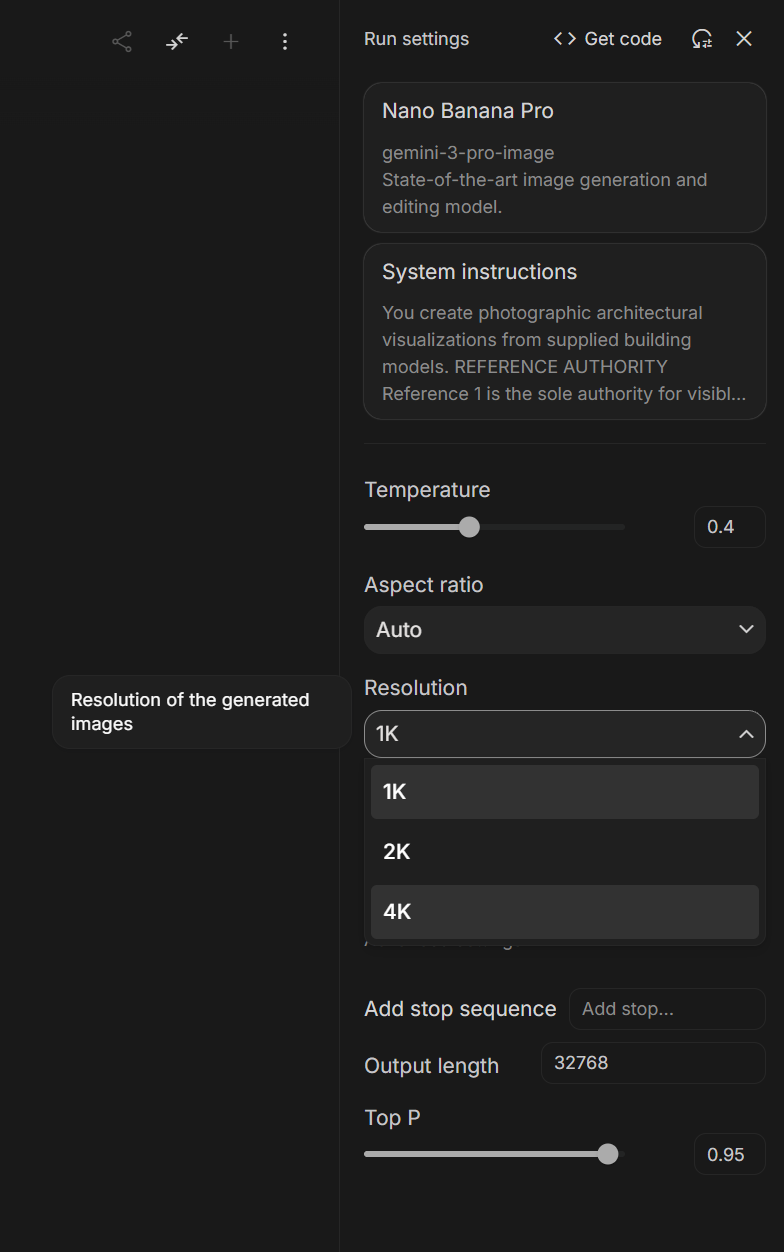 Run settings
Get code
Nano Banana Pro
gemini-3-pro-image
State-of-the-art image generation and
editing model.
System instructions
You create photographic architectural
visualizations from supplied building
models. REFERENCE AUTHORITY
Reference 1 is the sole authority for visibl...
Temperature
0.4
Aspect ratio
Auto
Resolution of the generated
images
Resolution
1K
1K
2K
4K
Add stop sequence
Add stop...
Output length
32768
Top P
0.95